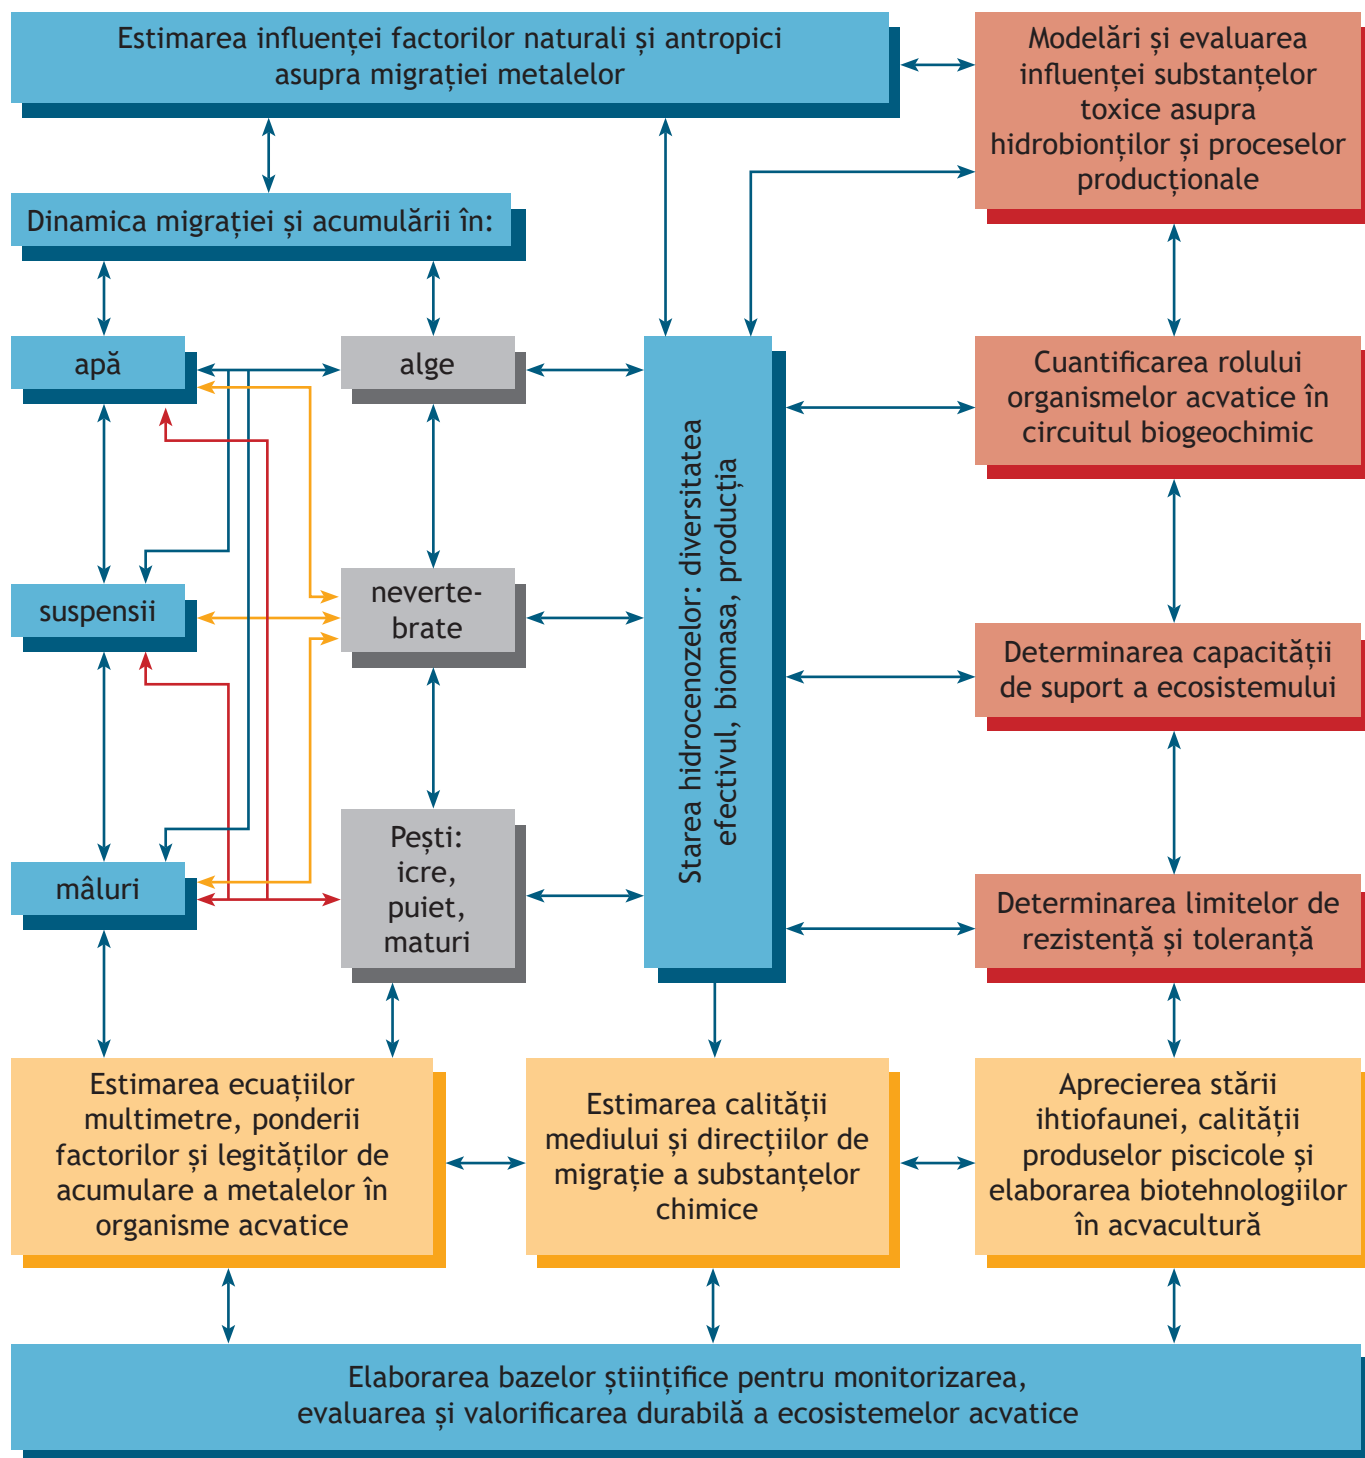 Estimarea influenței factorilor naturali și antropici
asupra migrației metalelor
Modelări și evaluarea
influenței substanțelor
toxice asupra
hidrobionților și proceselor
producționale
Dinamica migrației și acumulării în:
apă
alge
Cuantificarea rolului
organismelor acvatice în
circuitul biogeochimic
Starea hidrocenozelor: diversitatea
efectivul, biomasa, producția
suspensii
neverte-
brate
Determinarea capacității
de suport a ecosistemului
mâluri
Pești:
icre,
puiet,
maturi
Determinarea limitelor de
rezistență și toleranță
Estimarea ecuațiilor
multimetre, ponderii
factorilor și legităților de
acumulare a metalelor în
organisme acvatice
Estimarea calității
mediului și direcțiilor de
migrație a substanțelor
chimice
Aprecierea stării
ihtiofaunei, calității
produselor piscicole și
elaborarea biotehnologiilor
în acvacultură
Elaborarea bazelor științifice pentru monitorizarea,
evaluarea și valorificarea durabilă a ecosistemelor acvatice